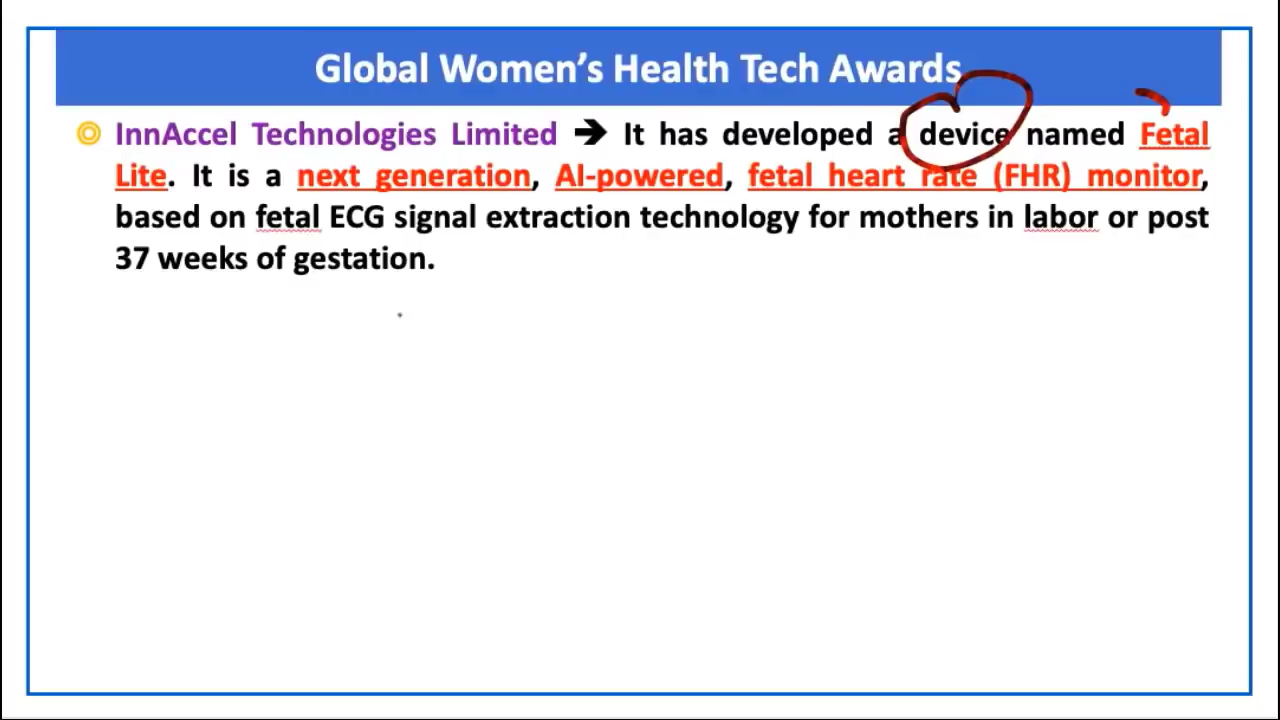 Global Women’s Health Tech Awards
InnAccel Technologies Limited ➔ It has developed a device named Fetal
Lite. It is a next generation, AI-powered, fetal heart rate (FHR) monitor,
based on fetal ECG signal extraction technology for mothers in labor or post
37 weeks of gestation.